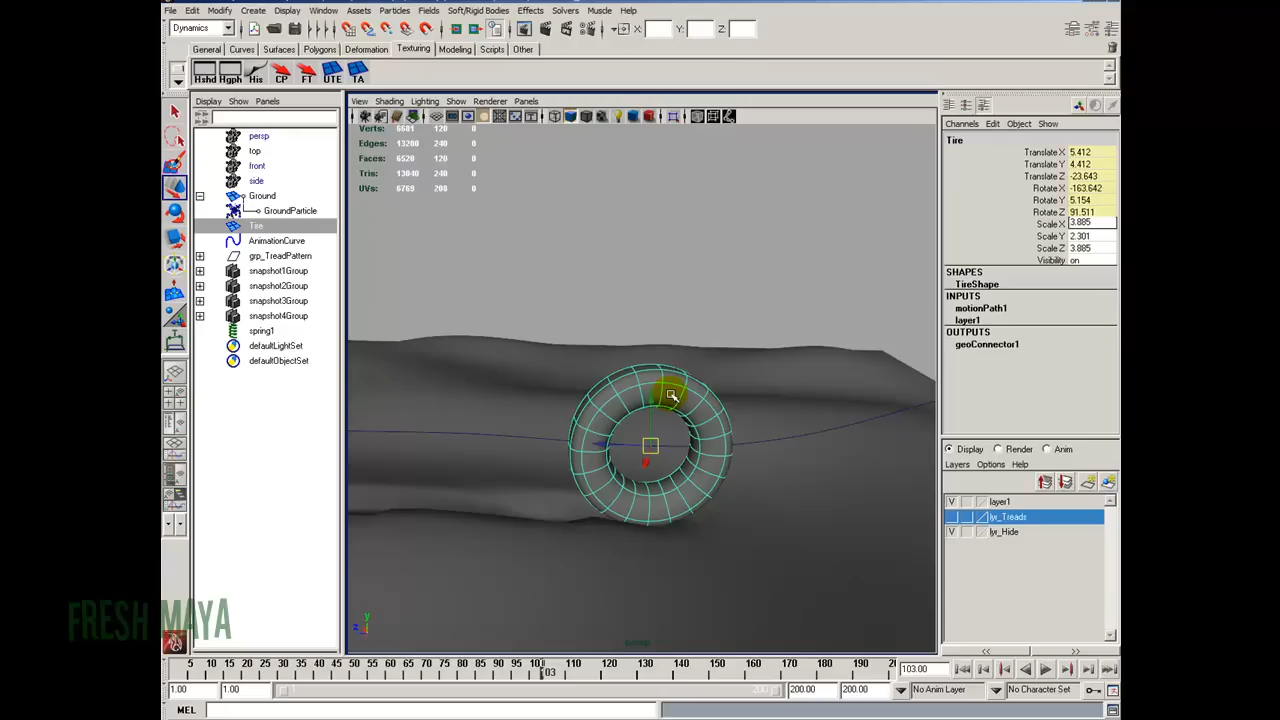 File Edit Modify Create Display Window Assets Particles Fields Soft/Rigid Bodies Effects Solvers Muscle Help
Dynamics X: Y: Z:
General Curves Surfaces Polygons Deformation Texturing Modeling Scripts Other
Hshd Hgph His CP FT UTE TA
Display Show Panels
persp
top
front
side
Ground
GroundParticle
Tire
AnimationCurve
grp_TreadPattern
snapshot1Group
snapshot2Group
snapshot3Group
snapshot4Group
spring1
defaultLightSet
defaultObjectSet
View Shading Lighting Show Renderer Panels
Verts: 6681 120 0
Edges: 13200 240 0
Faces: 6520 120 0
Tris: 13040 240 0
UVs: 6769 208 0
y
z
persp
Channels Edit Object Show
Tire
Translate X 5.412
Translate Y 4.412
Translate Z -23.643
Rotate X -163.642
Rotate Y 5.154
Rotate Z 91.511
Scale X 3.885
Scale Y 2.301
Scale Z 3.885
Visibility on
SHAPES
TireShape
INPUTS
motionPath1
layer1
OUTPUTS
geoConnector1
Display Render Anim
Layers Options Help
V layer1
lyr_Treads
V lyr_Hide
FRESH MAYA
5 10 15 20 25 30 35 40 45 50 55 60 65 70 75 80 85 90 95 103 110 120 130 140 150 160 170 180 190 103.00
1.00 1.00 200 200.00 200.00 No Anim Layer No Character Set
MEL